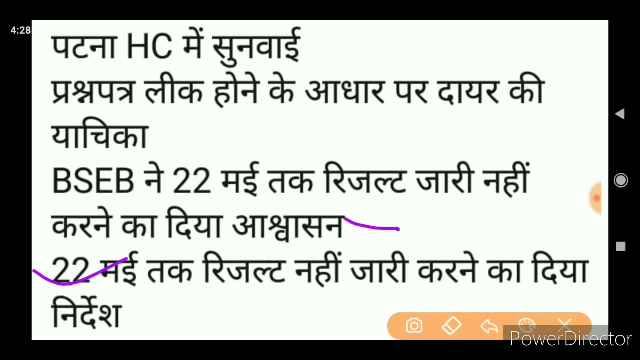 4:28
पटना HC में सुनवाई
प्रश्नपत्र लीक होने के आधार पर दायर की
याचिका
BSEB ने 22 मई तक रिजल्ट जारी नहीं
करने का दिया आश्वासन
22 मई तक रिजल्ट नहीं जारी करने का दिया
निर्देश
PowerDirector